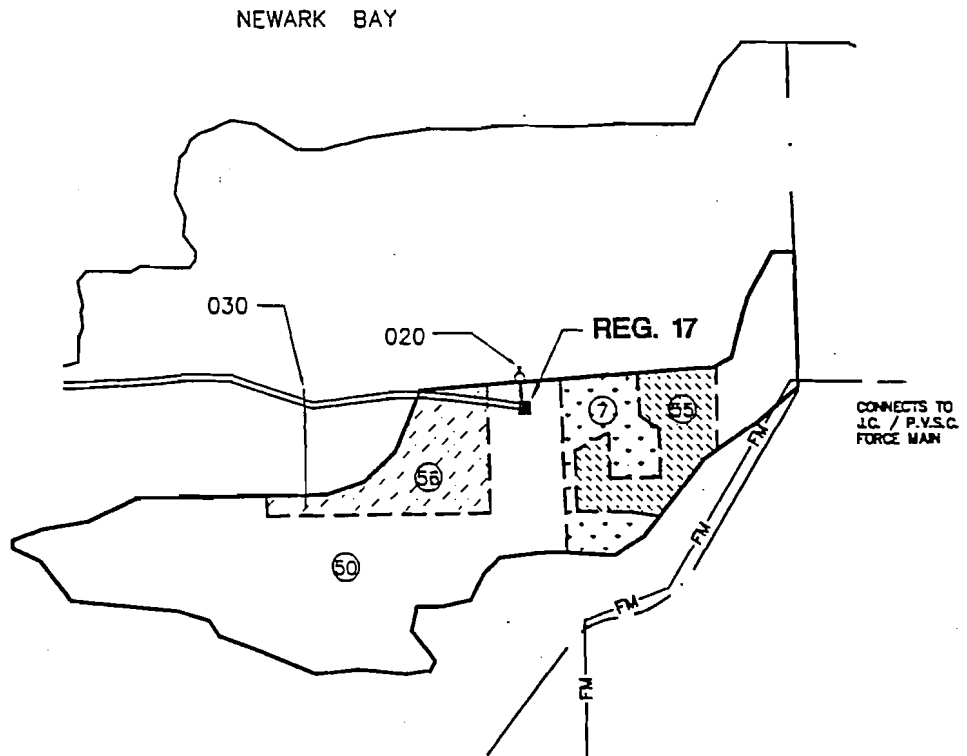 NEWARK BAY
030
020
REG. 17
7
55
CONNECTS TO
J.C. / P.V.S.C.
FORCE MAIN
FM
56
FM
50
FM
FM